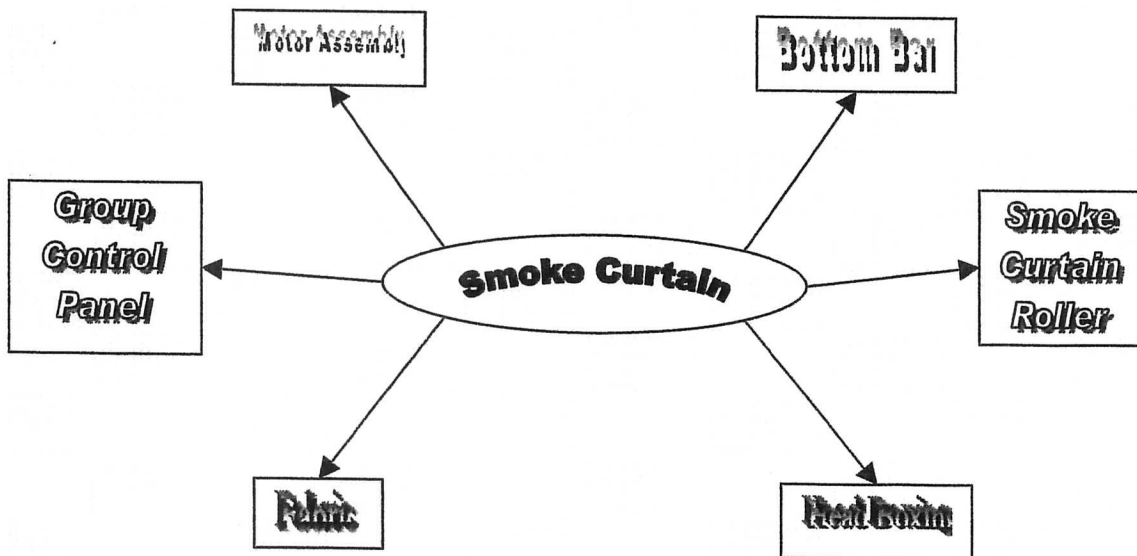 Motor Assembly
Bottom Bar
Group
Control
Panel
Smoke Curtain
Smoke
Curtain
Roller
Fabric
Head Boxing